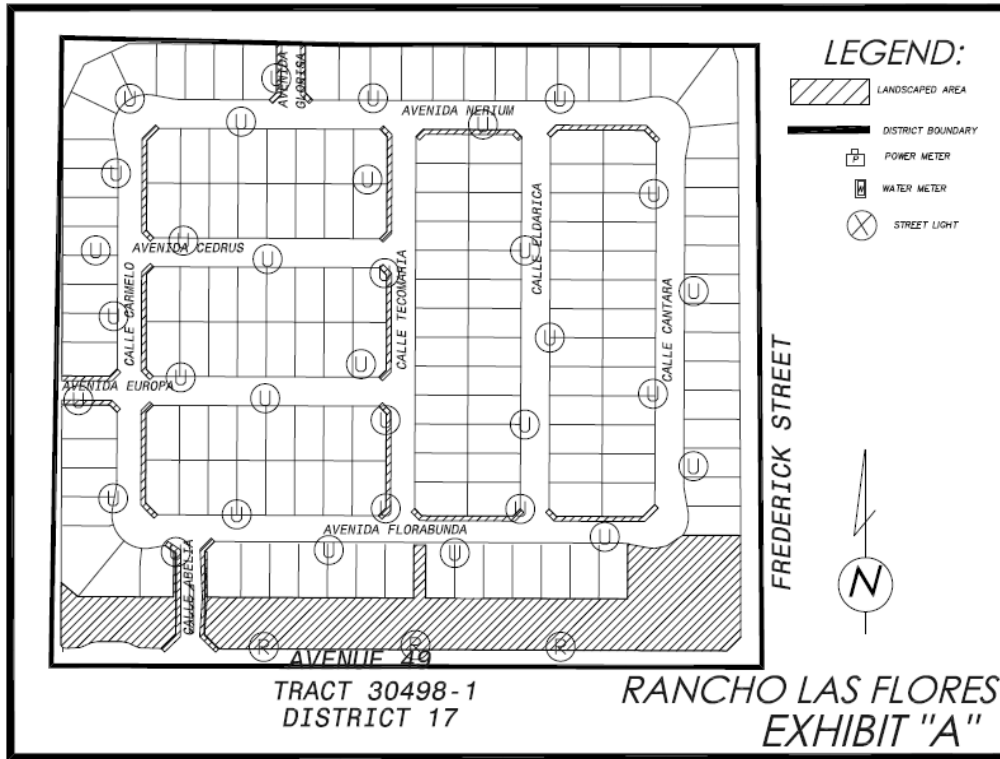 LEGEND:
LANDSCAPED AREA
DISTRICT BOUNDARY
P
POWER METER
W
WATER METER
STREET LIGHT
AVENIDA
GLORISA
U
U
U
U
AVENIDA NERIUM
U
U
U
U
U
AVENIDA CEDRUS
U
U
U
U
U
CALLE CARMELO
CALLE TECOMARIA
CALLE ELDARICA
CALLE CANTARA
U
U
U
U
U
U
AVENIDA EUROPA
U
U
U
U
U
U
U
U
U
U
AVENIDA FLORABUNDA
U
U
U
U
CALLE ABELIA
FREDERICK STREET
N
R
R
R
AVENUE 49
TRACT 30498-1
DISTRICT 17
RANCHO LAS FLORES
EXHIBIT "A"